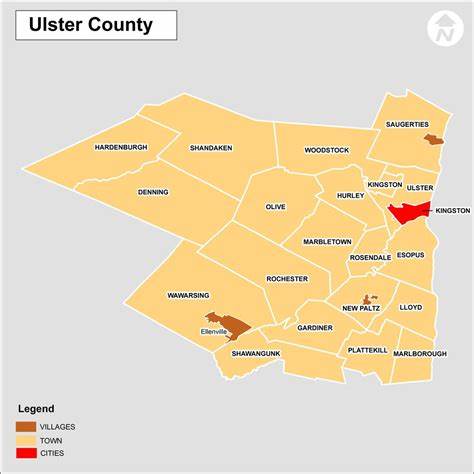 Ulster County
N
SAUGERTIES
HARDENBURGH
SHANDAKEN
WOODSTOCK
KINGSTON
ULSTER
DENNING
HURLEY
OLIVE
KINGSTON
MARBLETOWN
ROSENDALE
ESOPUS
ROCHESTER
WAWARSING
NEW PALTZ
LLOYD
Ellenville
GARDINER
SHAWANGUNK
PLATTEKILL
MARLBOROUGH
Legend
VILLAGES
TOWN
CITIES